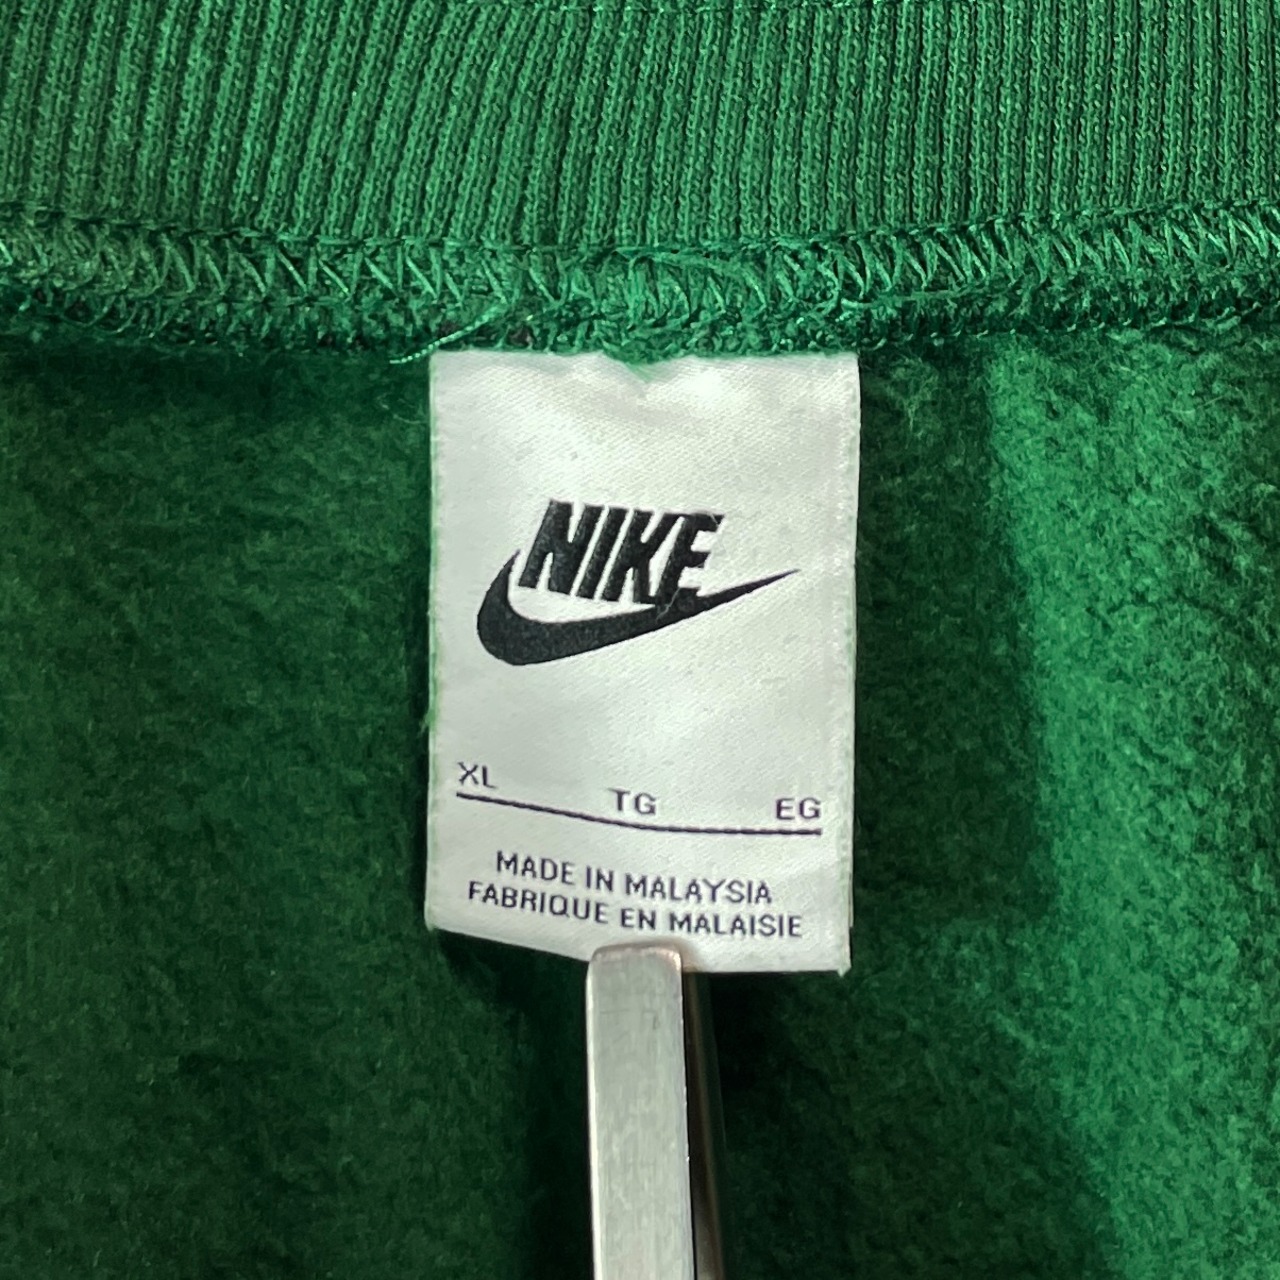 NIKE
XL TG EG
MADE IN MALAYSIA
FABRIQUE EN MALAISIE